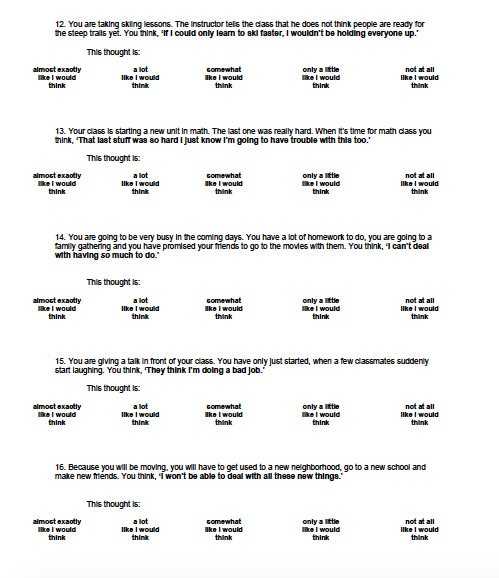 12. You are taking skiing lessons. The instructor tells the class that he does not think people are ready for
the steep trails yet. You think, 'If I could only learn to ski faster, I wouldn't be holding everyone up.'
This thought is:
almost exactly a lot somewhat only a little not at all
like I would like I would like I would like I would like I would
think think think think think
13. Your class is starting a new unit in math. The last one was really hard. When it's time for math class you
think, 'That last stuff was so hard I just know I'm going to have trouble with this too.'
This thought is:
almost exactly a lot somewhat only a little not at all
like I would like I would like I would like I would like I would
think think think think think
14. You are going to be very busy in the coming days. You have a lot of homework to do, you are going to a
family gathering and you have promised your friends to go to the movies with them. You think, 'I can't deal
with having so much to do.'
This thought is:
almost exactly a lot somewhat only a little not at all
like I would like I would like I would like I would like I would
think think think think think
15. You are giving a talk in front of your class. You have only just started, when a few classmates suddenly
start laughing. You think, 'They think I'm doing a bad job.'
This thought is:
almost exactly a lot somewhat only a little not at all
like I would like I would like I would like I would like I would
think think think think think
16. Because you will be moving, you will have to get used to a new neighborhood, go to a new school and
make new friends. You think, 'I won't be able to deal with all these new things.'
This thought is:
almost exactly a lot somewhat only a little not at all
like I would like I would like I would like I would like I would
think think think think think